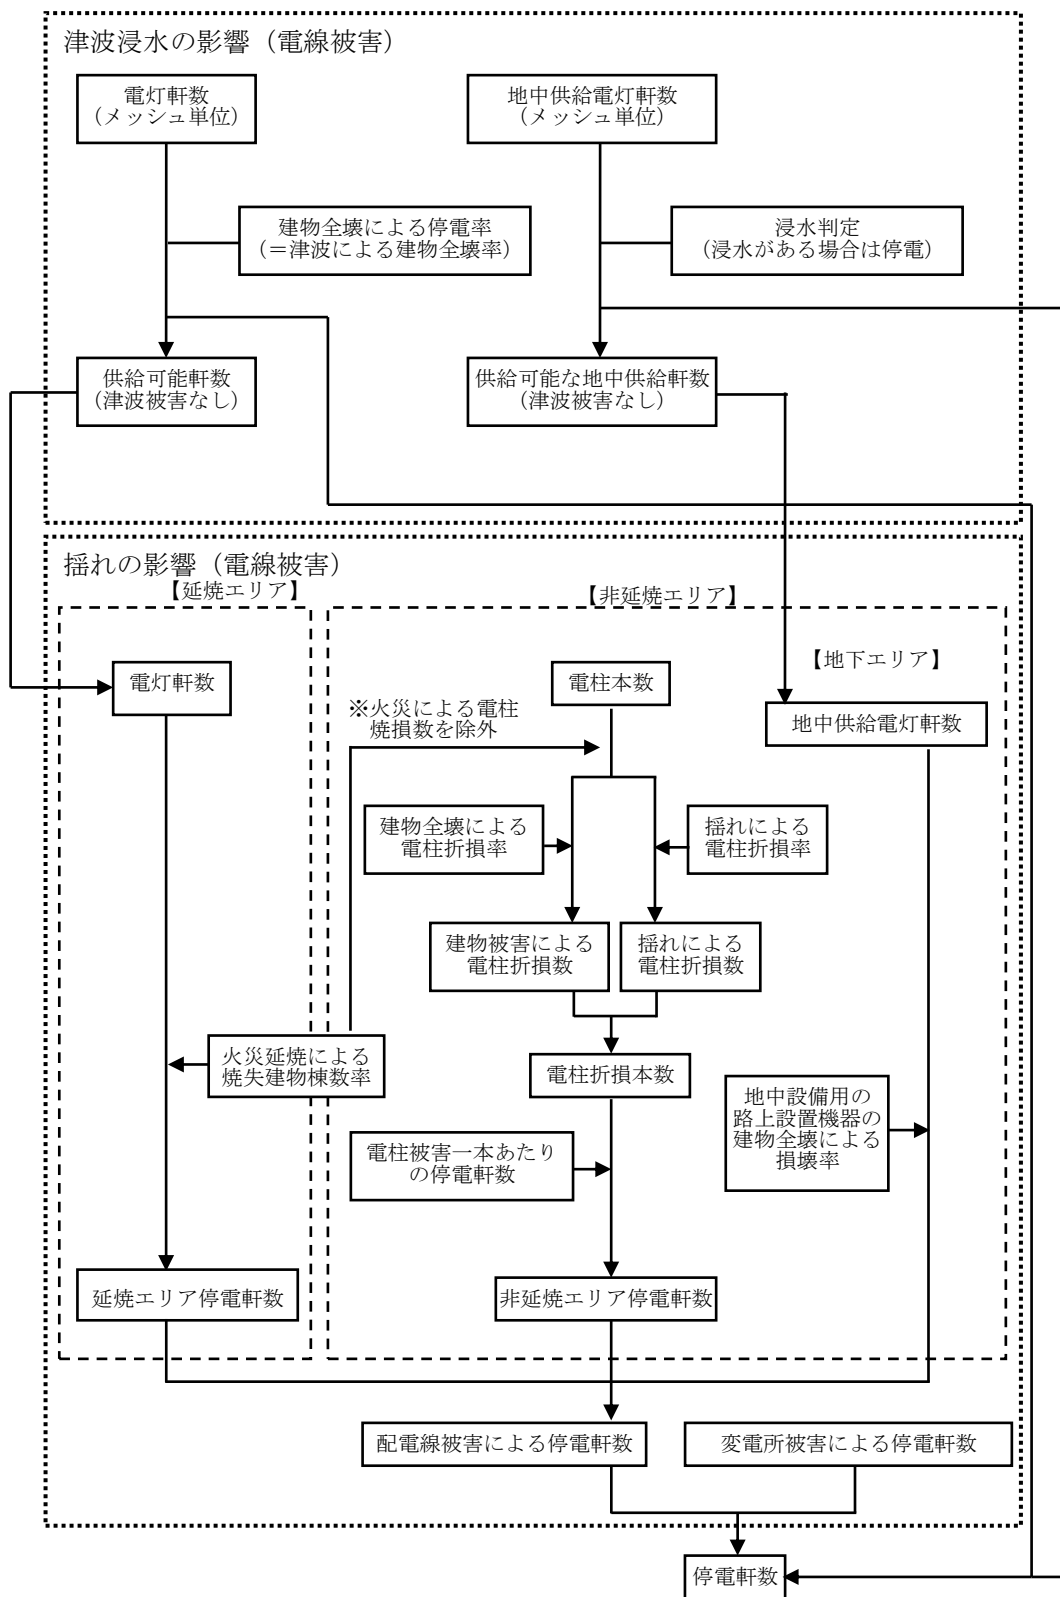 津波浸水の影響（電線被害）
電灯軒数
（メッシュ単位）
地中供給電灯軒数
（メッシュ単位）
建物全壊による停電率
（＝津波による建物全壊率）
浸水判定
（浸水がある場合は停電）
供給可能軒数
（津波被害なし）
供給可能な地中供給軒数
（津波被害なし）
揺れの影響（電線被害）
【延焼エリア】
【非延焼エリア】
【地下エリア】
電灯軒数
電柱本数
※火災による電柱
焼損数を除外
地中供給電灯軒数
建物全壊による
電柱折損率
揺れによる
電柱折損率
建物被害による
電柱折損数
揺れによる
電柱折損数
火災延焼による
焼失建物棟数率
電柱折損本数
地中設備用の
路上設置機器の
建物全壊による
損壊率
電柱被害一本あたり
の停電軒数
延焼エリア停電軒数
非延焼エリア停電軒数
配電線被害による停電軒数
変電所被害による停電軒数
停電軒数